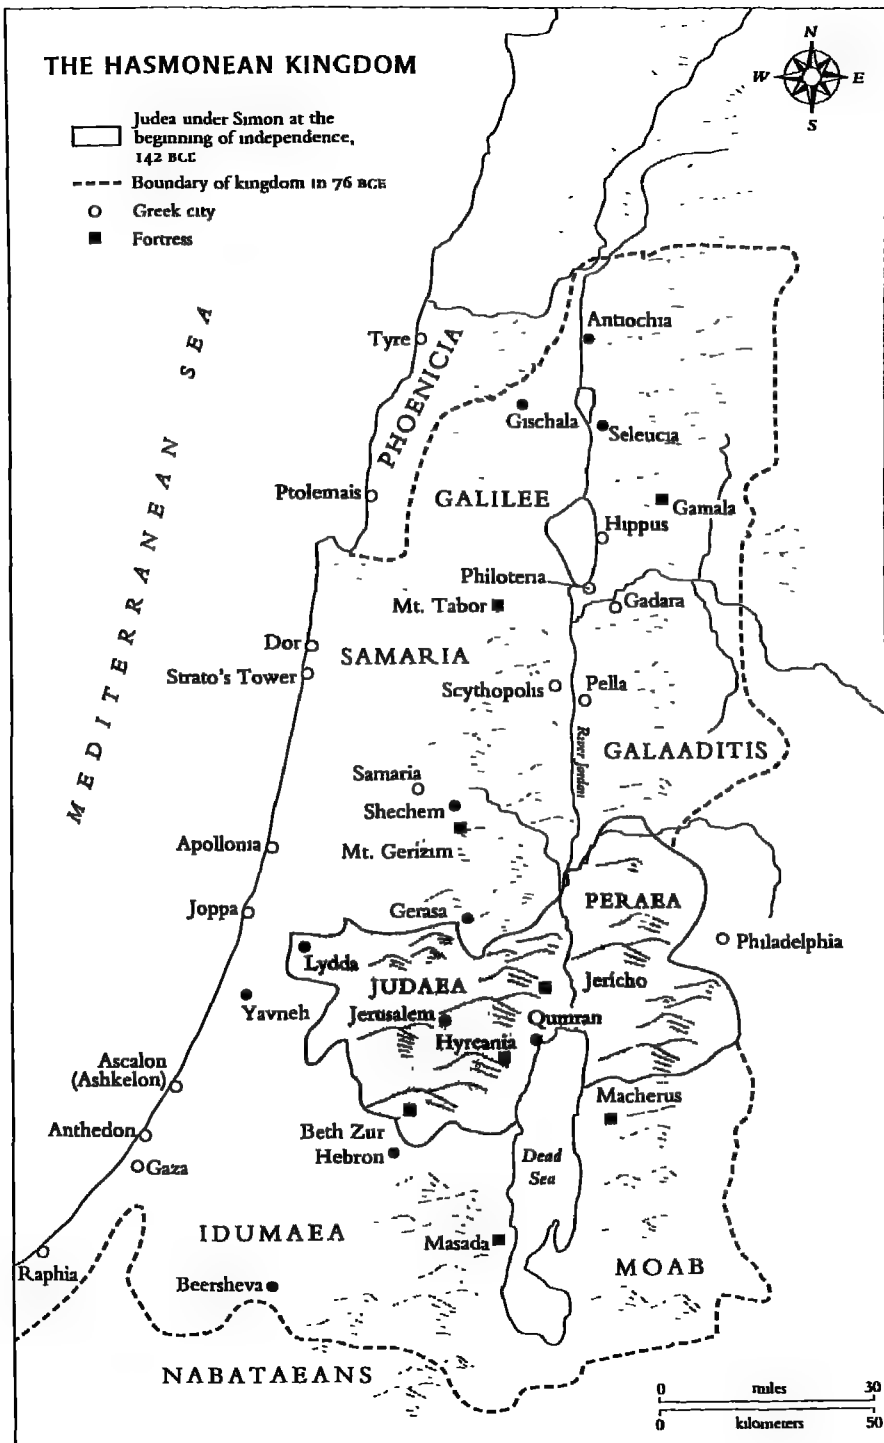 THE HASMONEAN KINGDOM
Judea under Simon at the
beginning of independence,
142 BCE
Boundary of kingdom in 76 BCE
Greek city
Fortress
N
W
E
S
MEDITERRANEAN SEA
Antiochia
Tyre
PHOENICIA
Gischala
Seleucia
Ptolemais
GALILEE
Gamala
Hippus
Philoteria
Mt. Tabor
Gadara
Dor
SAMARIA
Strato's Tower
Scythopolis
Pella
River Jordan
GALAADITIS
Samaria
Shechem
Apollonia
Mt. Gerizim
Joppa
Gerasa
PERAEA
Philadelphia
Lydda
JUDAEA
Jericho
Yavneh
Jerusalem
Qumran
Hyrcania
Ascalon
(Ashkelon)
Macherus
Anthedon
Beth Zur
Hebron
Dead
Sea
Gaza
IDUMAEA
Masada
MOAB
Raphia
Beersheva
NABATAEANS
0 miles 30
0 kilometers 50